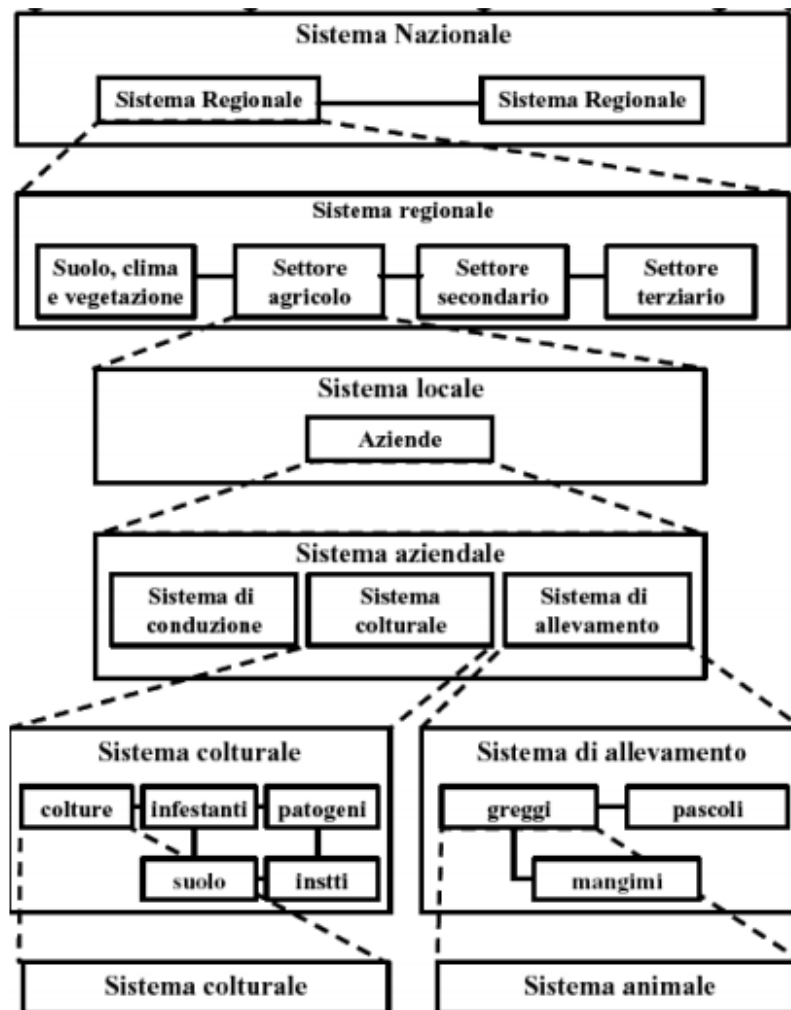 Sistema Nazionale
Sistema Regionale
Sistema Regionale
Sistema regionale
Suolo, clima
e vegetazione
Settore
agricolo
Settore
secondario
Settore
terziario
Sistema locale
Aziende
Sistema aziendale
Sistema di
conduzione
Sistema
colturale
Sistema di
allevamento
Sistema colturale
colture
infestanti
patogeni
suolo
instti
Sistema di allevamento
greggi
pascoli
mangimi
Sistema colturale
Sistema animale